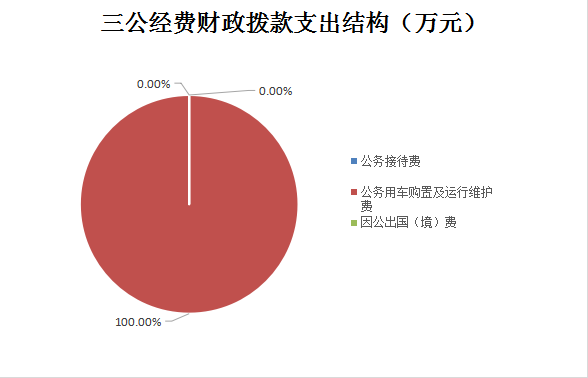 三公经费财政拨款支出结构（万元）
0.00%
0.00%
100.00%
公务接待费
公务用车购置及运行维护
费
因公出国（境）费